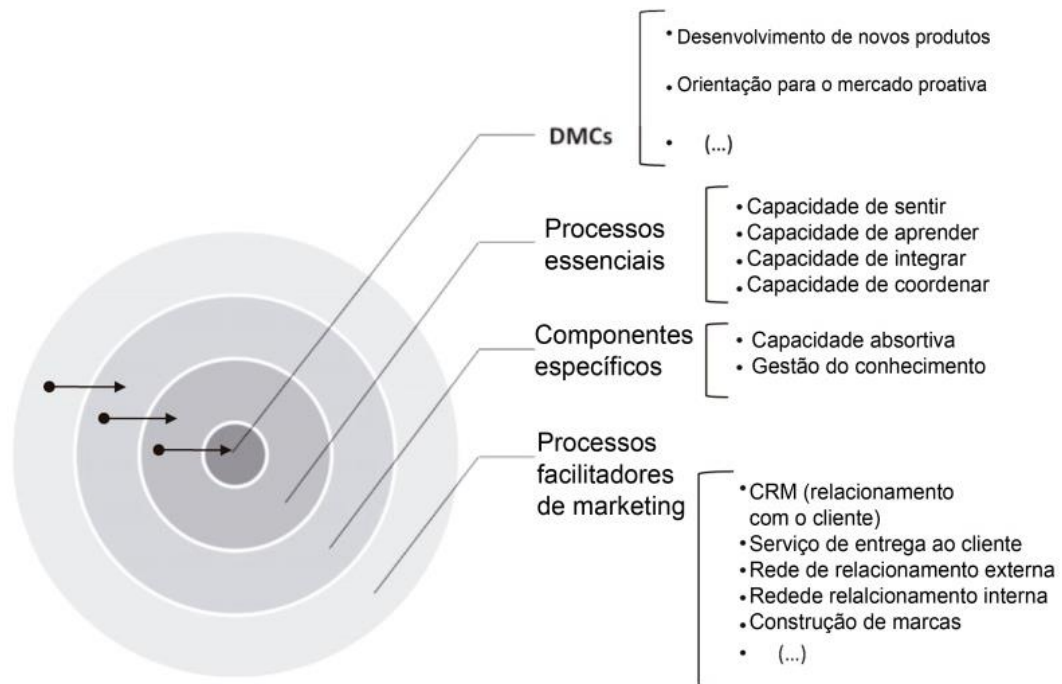 • Desenvolvimento de novos produtos
• Orientação para o mercado proativa
• (...)
DMCs
Processos
essenciais
• Capacidade de sentir
• Capacidade de aprender
• Capacidade de integrar
• Capacidade de coordenar
Componentes
específicos
• Capacidade absortiva
• Gestão do conhecimento
Processos
facilitadores
de marketing
• CRM (relacionamento
com o cliente)
• Serviço de entrega ao cliente
• Rede de relacionamento externa
• Redede relalcionamento interna
• Construção de marcas
• (...)